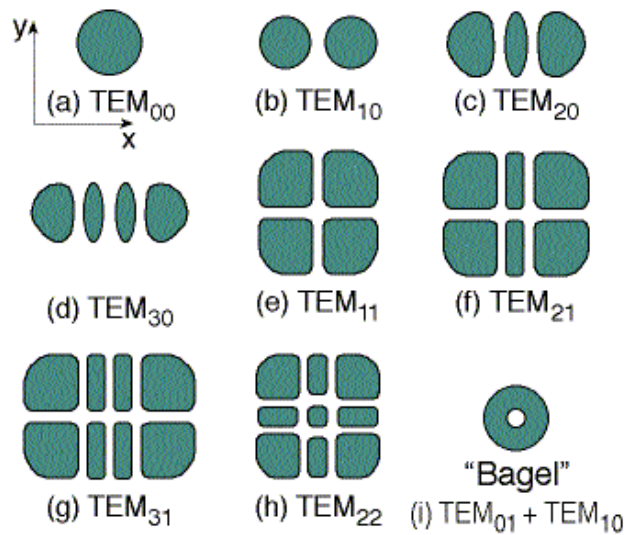 y
x
(a) TEM00
(b) TEM10
(c) TEM20
(d) TEM30
(e) TEM11
(f) TEM21
(g) TEM31
(h) TEM22
“Bagel”
(i) TEM01 + TEM10